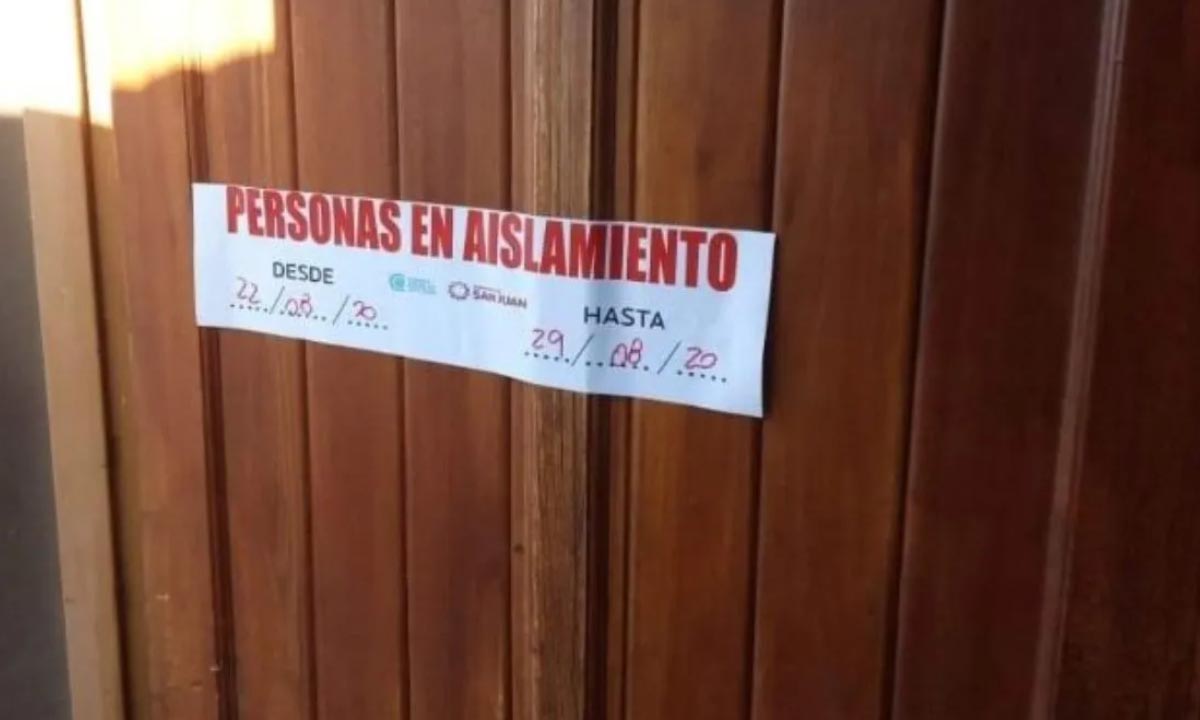 PERSONAS EN AISLAMIENTO
DESDE
22/08/20
SAN JUAN
HASTA
29/08/20